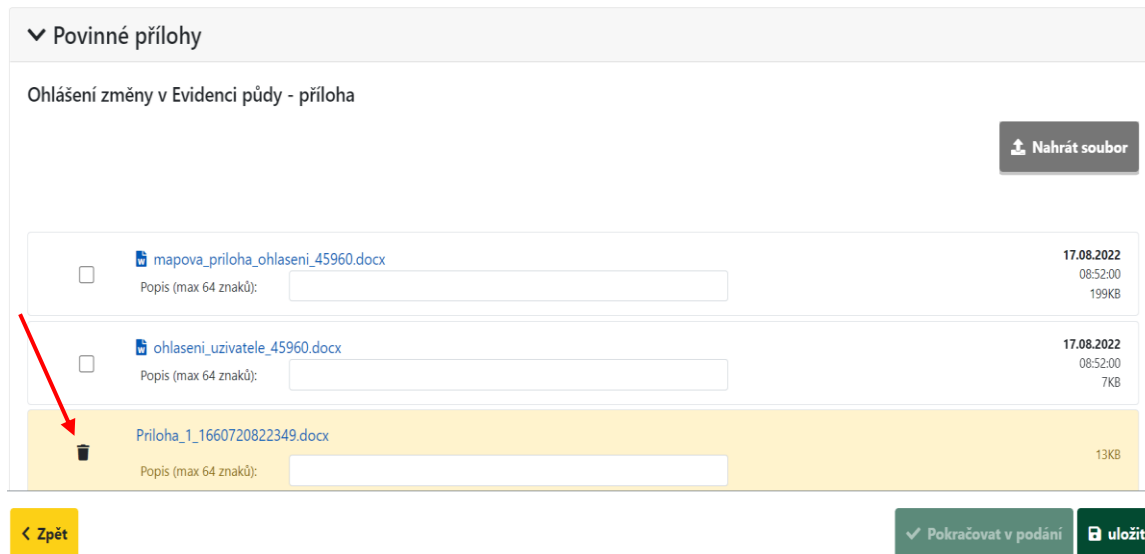 Povinné přílohy
Ohlášení změny v Evidenci půdy - příloha
Nahrát soubor
mapova_priloha_ohlaseni_45960.docx
Popis (max 64 znaků):
17.08.2022
08:52:00
199KB
ohlaseni_uzivatele_45960.docx
Popis (max 64 znaků):
17.08.2022
08:52:00
7KB
Priloha_1_1660720822349.docx
Popis (max 64 znaků):
13KB
Zpět
Pokračovat v podání
uložit